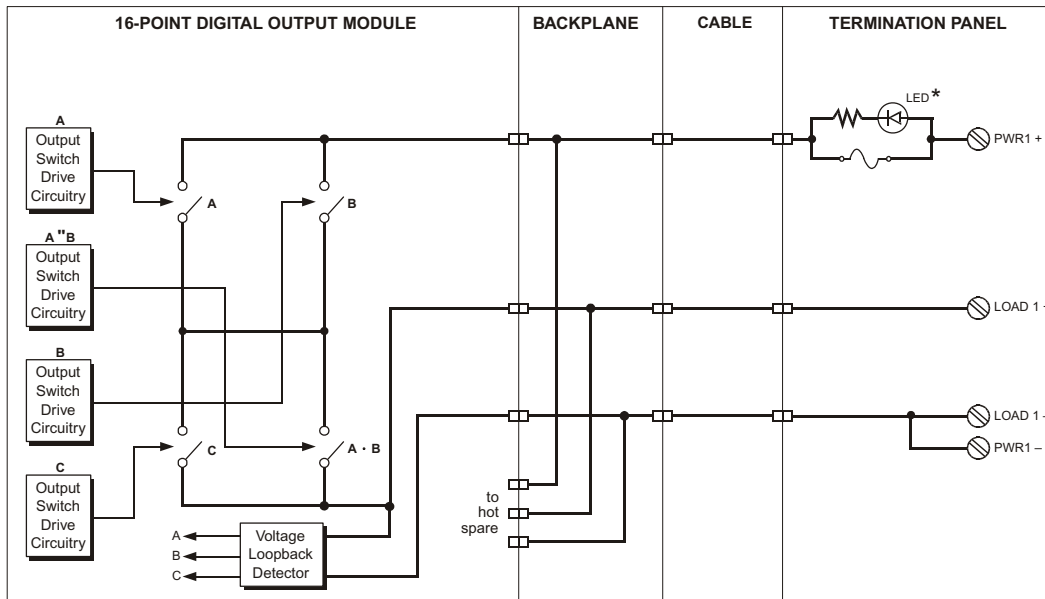 16-POINT DIGITAL OUTPUT MODULE
BACKPLANE
CABLE
TERMINATION PANEL
A
Output
Switch
Drive
Circuitry
A"B
Output
Switch
Drive
Circuitry
B
Output
Switch
Drive
Circuitry
C
Output
Switch
Drive
Circuitry
A
B
C
A · B
Voltage
Loopback
Detector
A
B
C
to
hot
spare
LED*
PWR1 +
LOAD 1 +
LOAD 1 -
PWR1 –